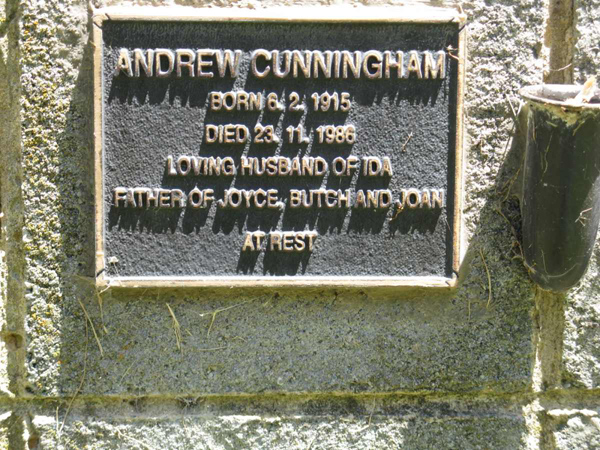 ANDREW CUNNINGHAM
BORN 6. 2. 1915
DIED 23. 11. 1986
LOVING HUSBAND OF IDA
FATHER OF JOYCE, BUTCH AND JOAN
AT REST